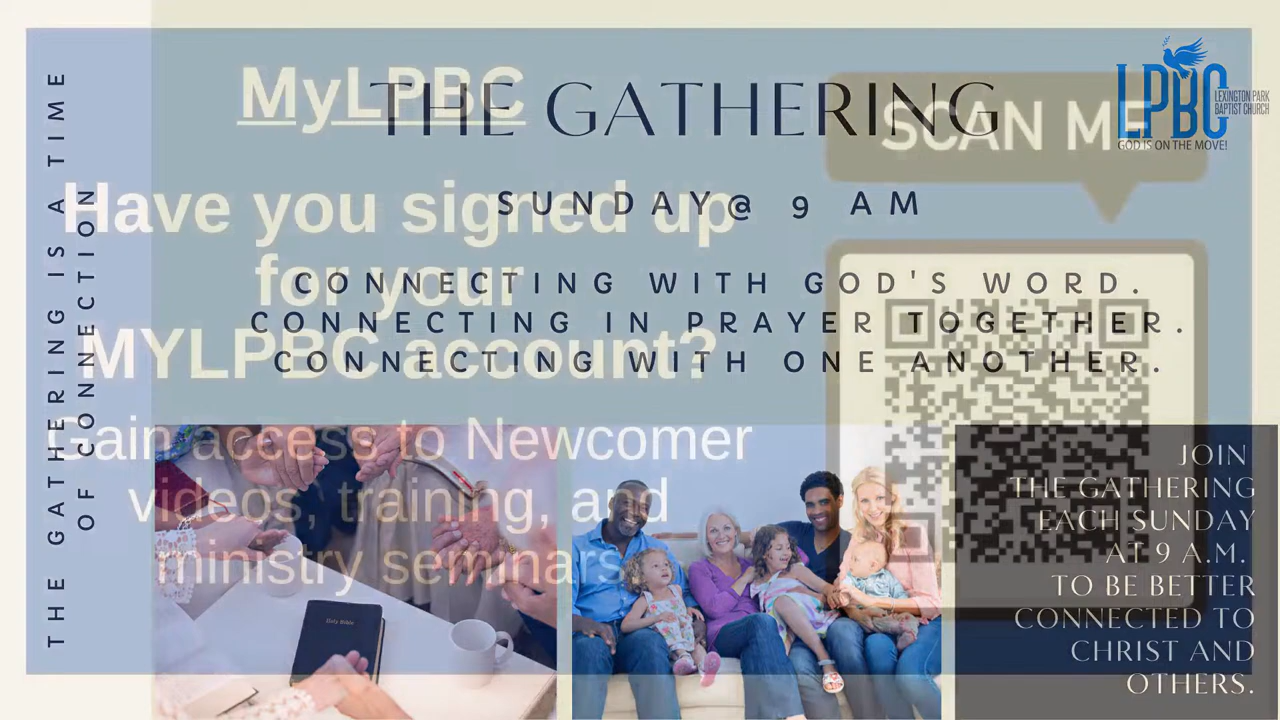 THE GATHERING
SUNDAY@ 9 AM
CONNECTING WITH GOD'S WORD.
CONNECTING IN PRAYER TOGETHER.
CONNECTING WITH ONE ANOTHER.
THE GATHERING IS A TIME
OF CONNECTION
MyLPBC
Have you signed up
for your
MYLPBC account?
Gain access to Newcomer
videos, training, and
ministry seminars.
SCAN ME
LPBC
LEXINGTON PARK
BAPTIST CHURCH
GOD IS ON THE MOVE!
Holy Bible
JOIN
THE GATHERING
EACH SUNDAY
AT 9 A.M.
TO BE BETTER
CONNECTED TO
CHRIST AND
OTHERS.